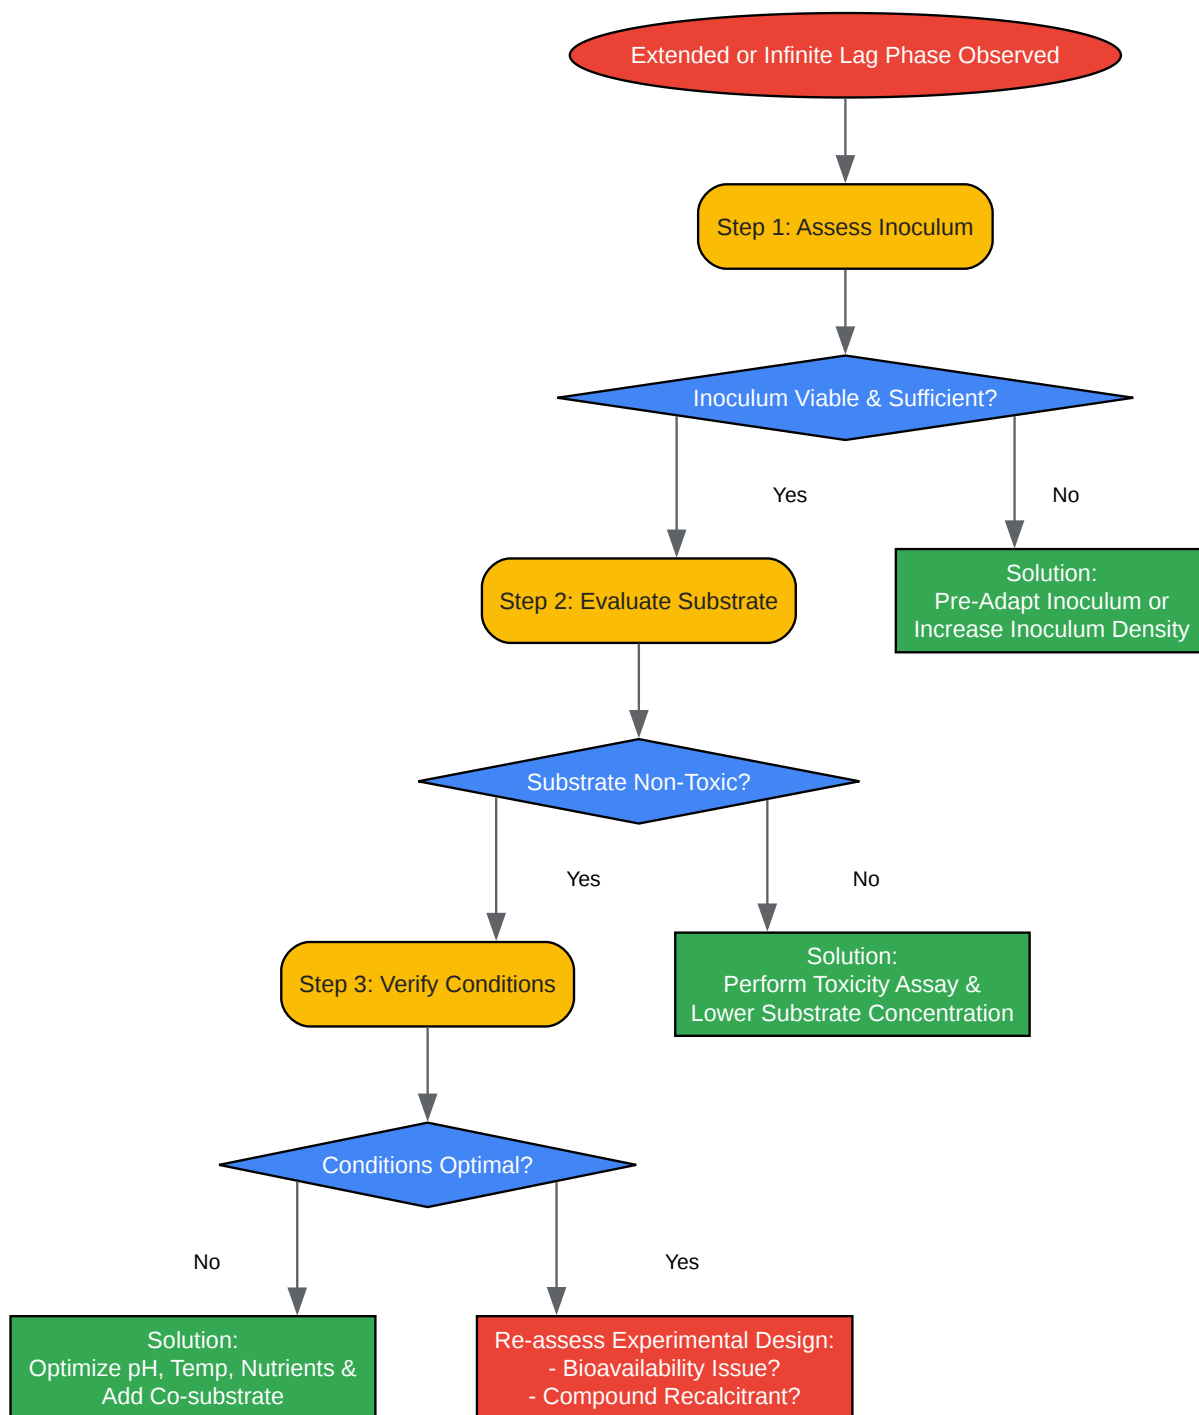 Extended or Infinite Lag Phase Observed
Step 1: Assess Inoculum
Inoculum Viable & Sufficient?
Yes
No
Step 2: Evaluate Substrate
Solution:
Pre-Adapt Inoculum or
Increase Inoculum Density
Substrate Non-Toxic?
Yes
No
Step 3: Verify Conditions
Solution:
Perform Toxicity Assay &
Lower Substrate Concentration
Conditions Optimal?
No
Yes
Solution:
Optimize pH, Temp, Nutrients &
Add Co-substrate
Re-assess Experimental Design:
- Bioavailability Issue?
- Compound Recalcitrant?